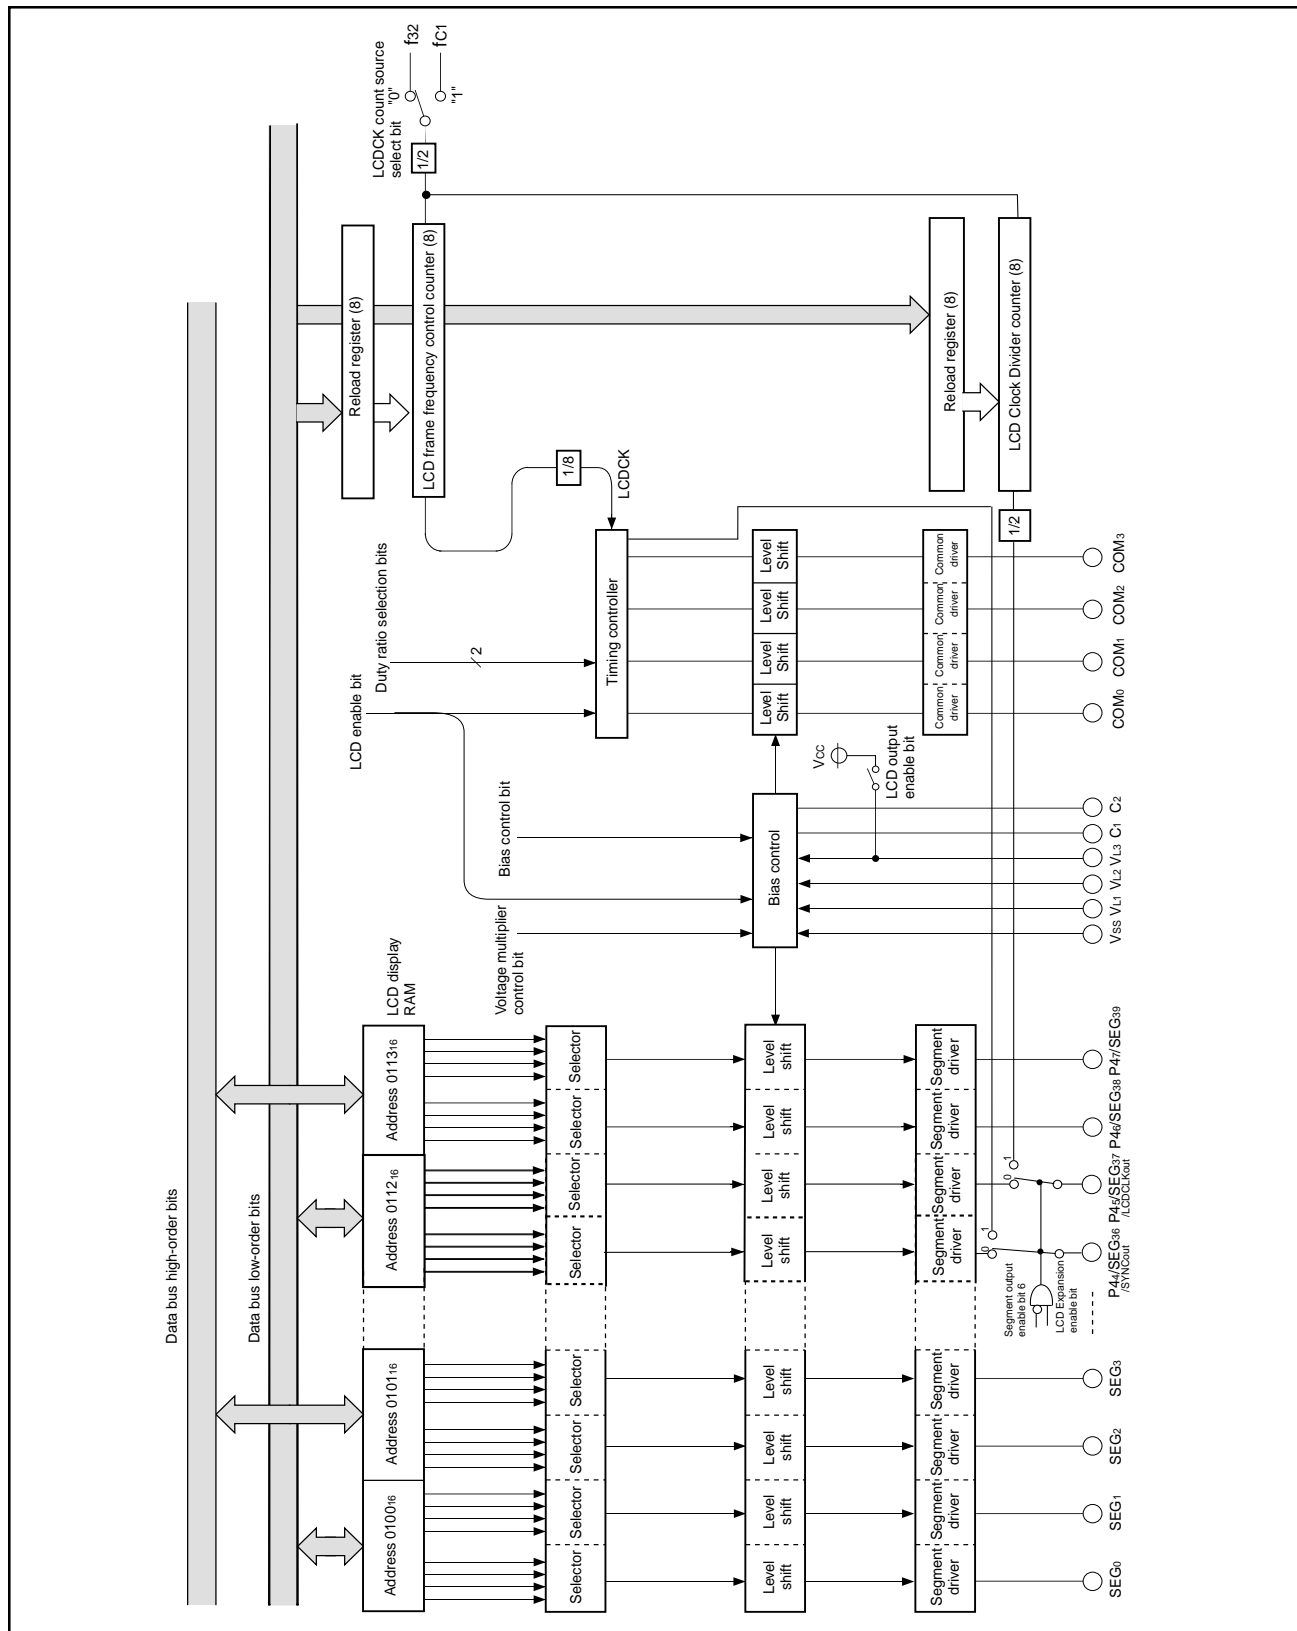 Data bus high-order bits
Data bus low-order bits
LCDCK count source
select bit
"0"
"1"
f32
fC1
1/2
Reload register (8)
LCD frame frequency control counter (8)
Reload register (8)
LCD Clock Divider counter (8)
1/2
1/8
LCDCK
LCD enable bit
Duty ratio selection bits
2
Timing controller
Level
Shift
Level
Shift
Level
Shift
Level
Shift
Common
driver
Common
driver
Common
driver
Common
driver
COM0
COM1
COM2
COM3
Voltage multiplier
control bit
Bias control bit
Bias control
VCC
LCD output
enable bit
VSS
VL1
VL2
VL3
C1
C2
LCD display
RAM
Address 010016
Address 010116
Address 011216
Address 011316
Selector
Selector
Selector
Selector
Selector
Selector
Selector
Selector
Level
shift
Level
shift
Level
shift
Level
shift
Level
shift
Level
shift
Level
shift
Level
shift
Segment
driver
Segment
driver
Segment
driver
Segment
driver
Segment
driver
Segment
driver
Segment
driver
Segment
driver
Segment output
enable bit 6
LCD Expansion
enable bit
0
1
0
1
SEG0
SEG1
SEG2
SEG3
P44/SEG36
/SYNCout
P45/SEG37
/LCDCLKout
P46/SEG38
P47/SEG39